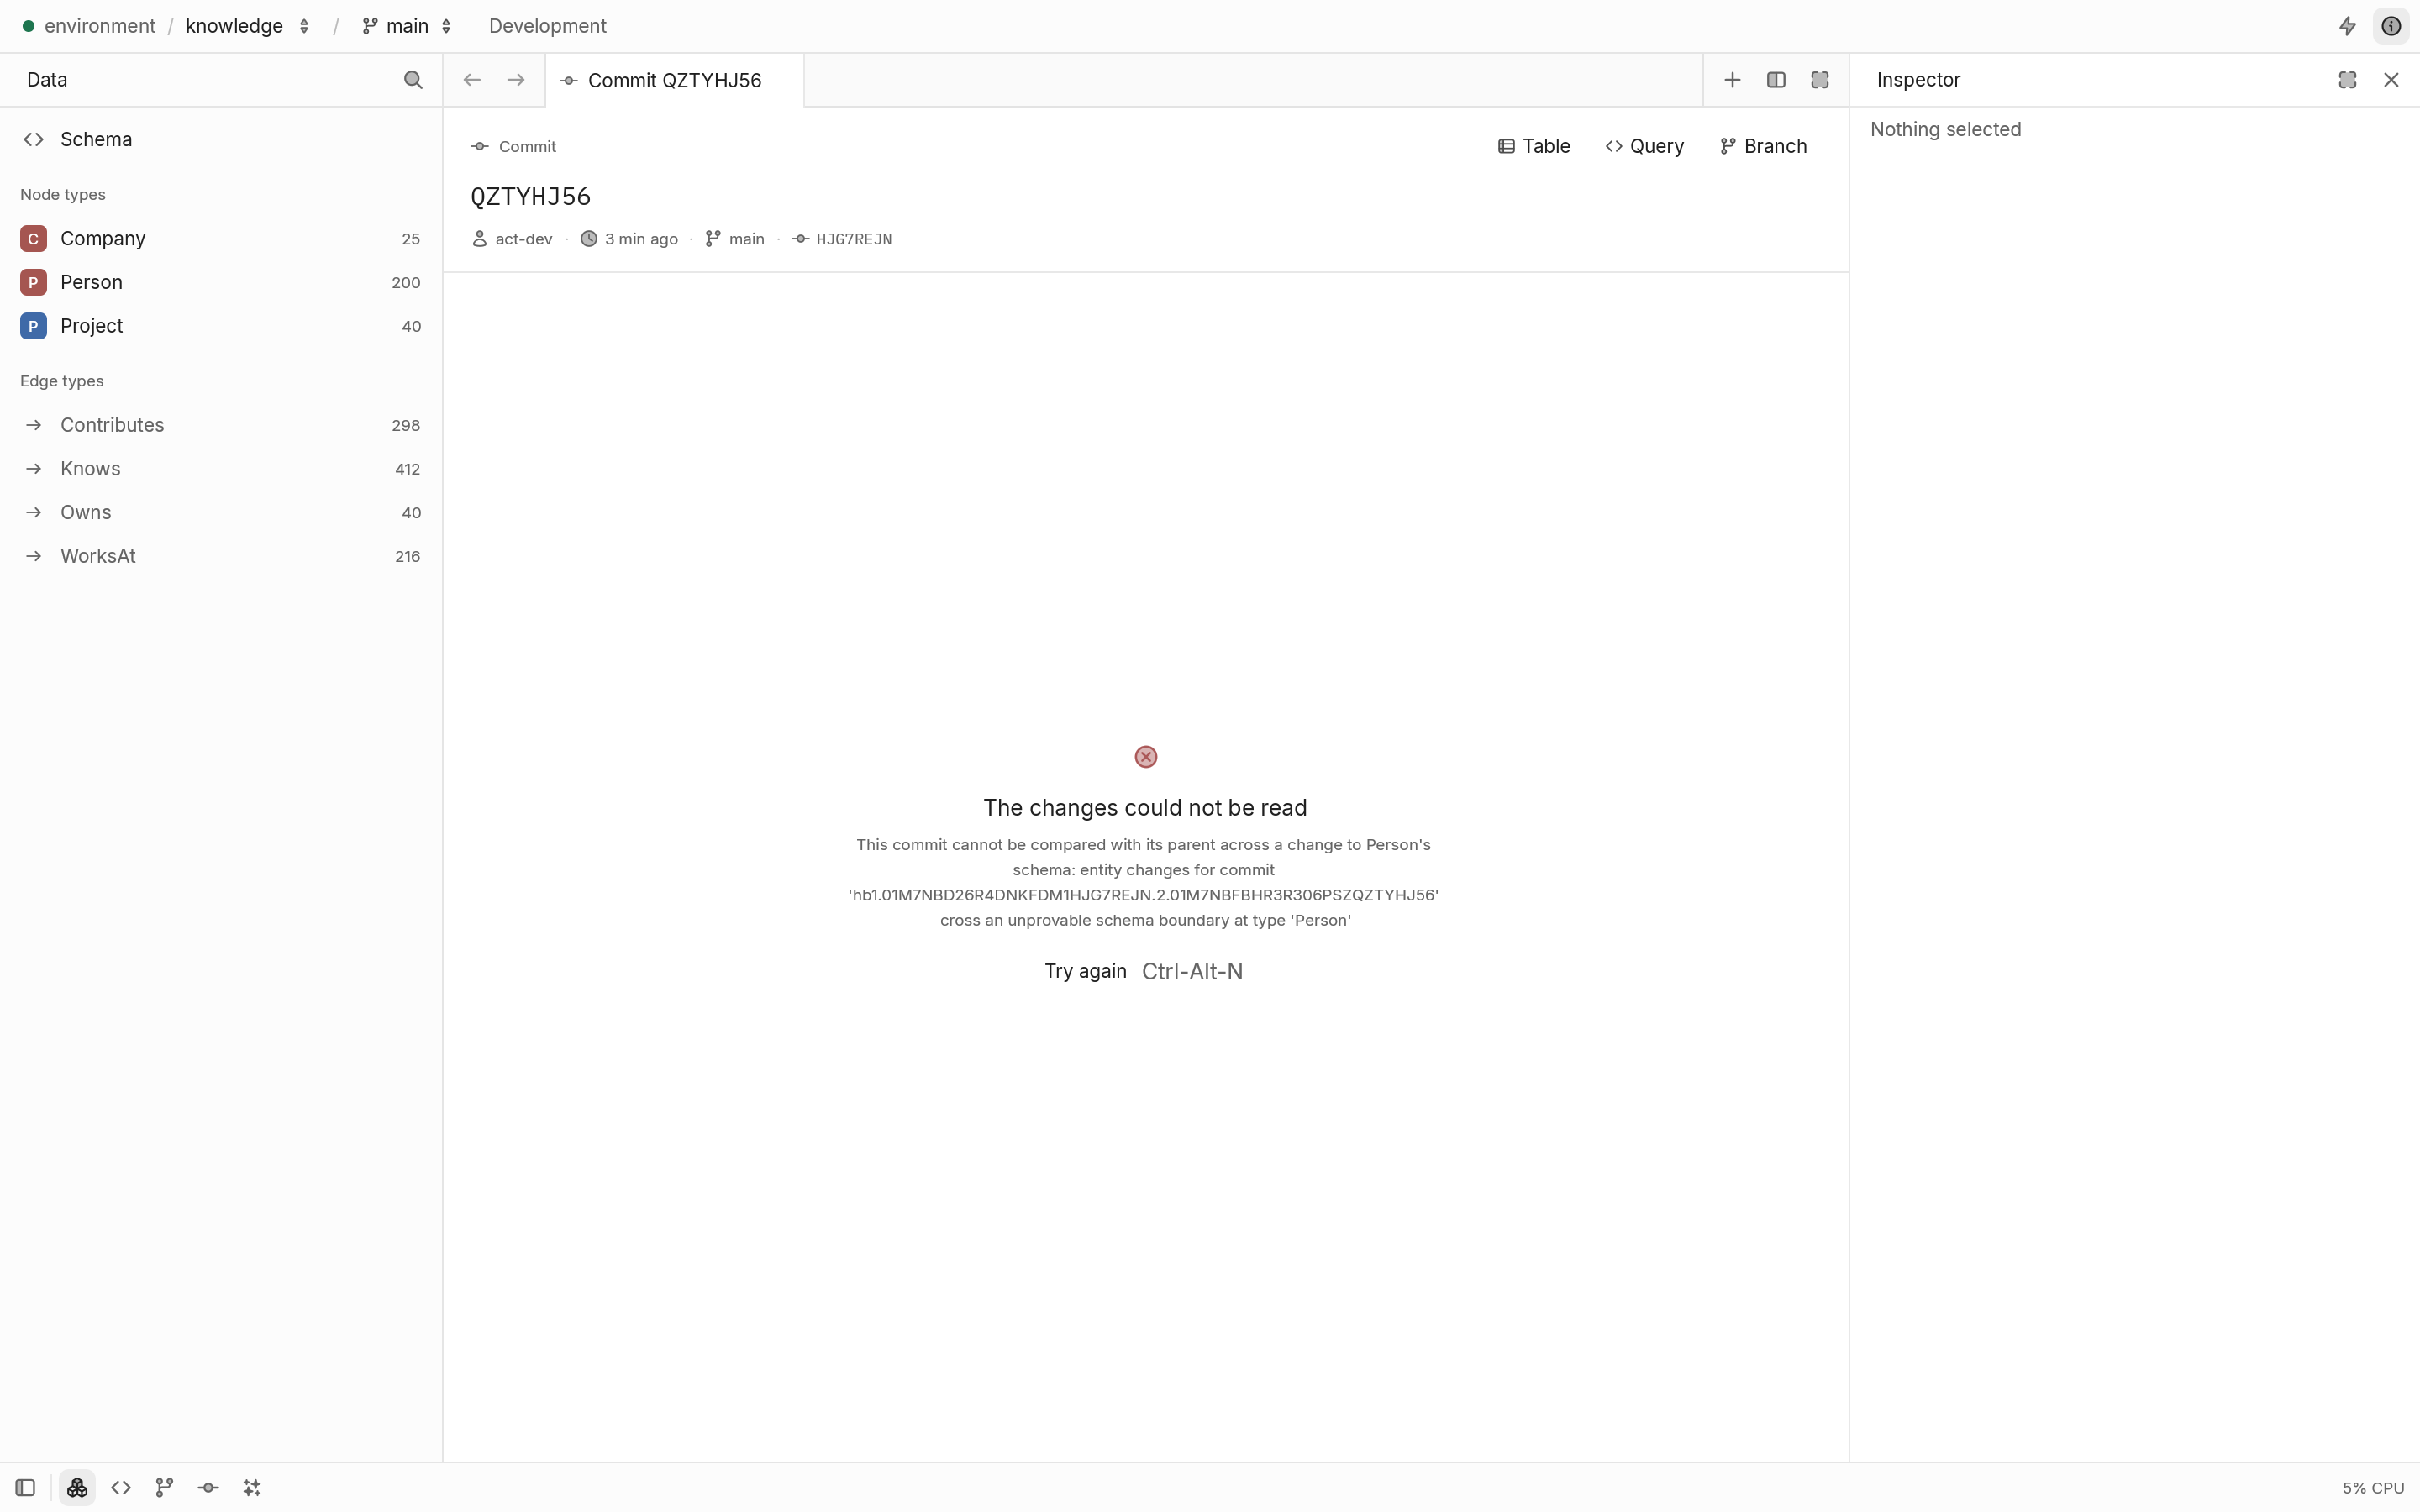 environment / knowledge / main Development
Data
Commit QZTYHJ56
Inspector
Schema
Node types
C Company 25
P Person 200
P Project 40
Edge types
Contributes 298
Knows 412
Owns 40
WorksAt 216
Commit
Table Query Branch
QZTYHJ56
act-dev · 3 min ago · main · HJG7REJN
The changes could not be read
This commit cannot be compared with its parent across a change to Person's
schema: entity changes for commit
'hb1.01M7NBD26R4DNKFDM1HJG7REJN.2.01M7NBFBHR3R306PSZQZTYHJ56'
cross an unprovable schema boundary at type 'Person'
Try again Ctrl-Alt-N
Nothing selected
5% CPU